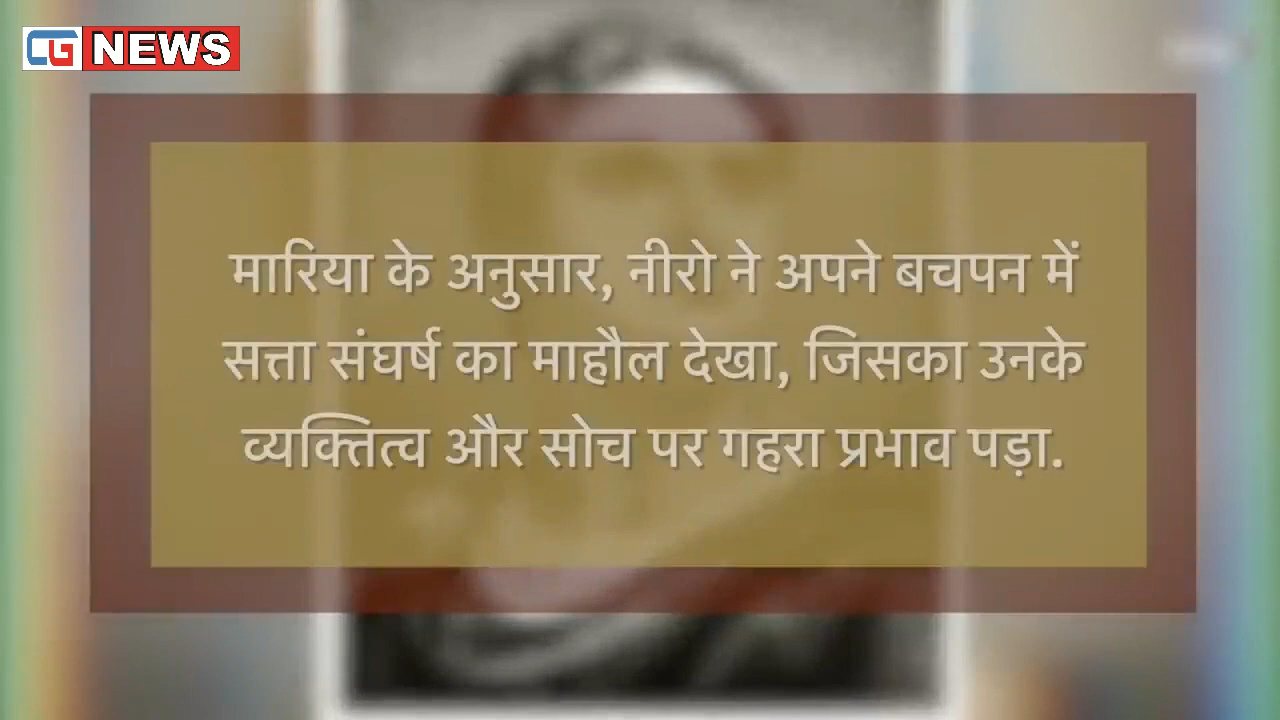 CG NEWS
मारिया के अनुसार, नीरो ने अपने बचपन में
सत्ता संघर्ष का माहौल देखा, जिसका उनके
व्यक्तित्व और सोच पर गहरा प्रभाव पड़ा.